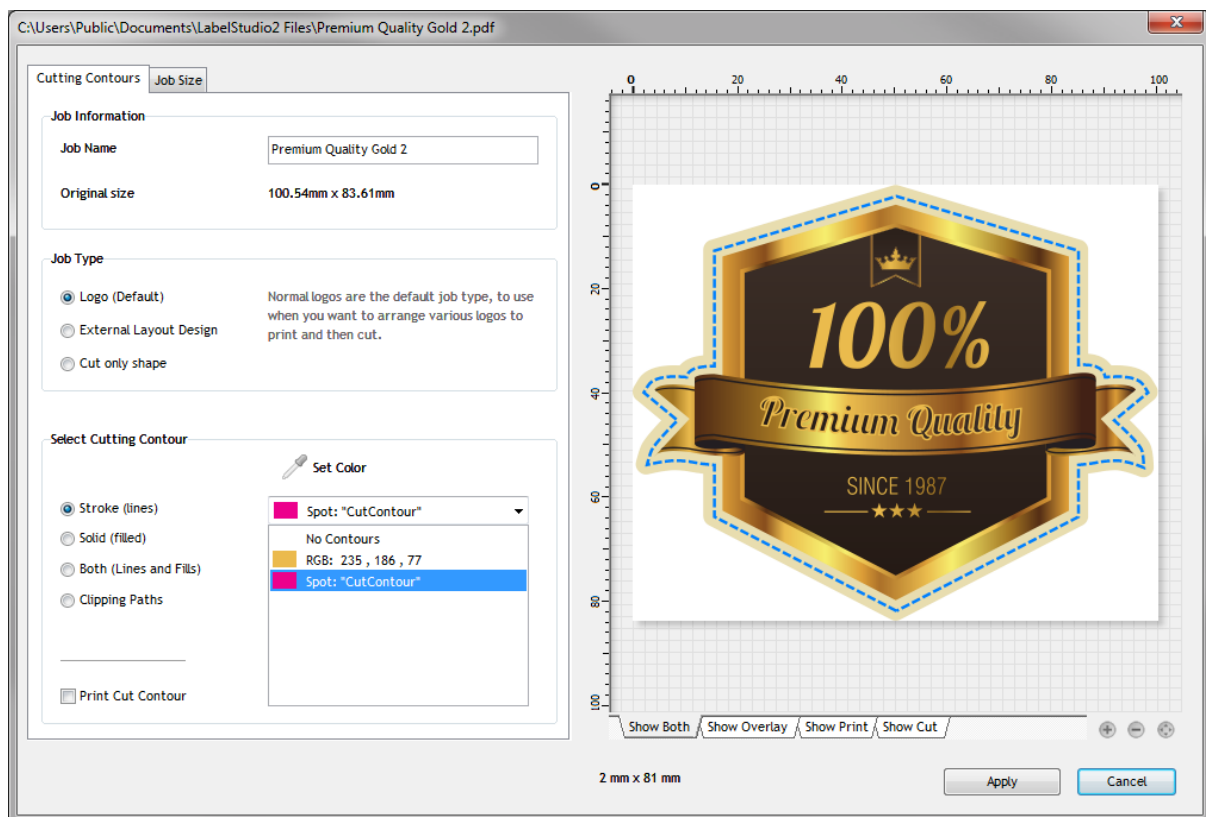 C:\Users\Public\Documents\LabelStudio2 Files\Premium Quality Gold 2.pdf
Cutting Contours
Job Size
Job Information
Job Name
Premium Quality Gold 2
Original size
100.54mm x 83.61mm
Job Type
Logo (Default)
External Layout Design
Cut only shape
Normal logos are the default job type, to use
when you want to arrange various logos to
print and then cut.
Select Cutting Contour
Set Color
Stroke (lines)
Solid (filled)
Both (Lines and Fills)
Clipping Paths
Print Cut Contour
Spot: "CutContour"
No Contours
RGB: 235 , 186 , 77
Spot: "CutContour"
0 20 40 60 80 100
0
20
40
60
80
100
100%
Premium Quality
SINCE 1987
Show Both
Show Overlay
Show Print
Show Cut
2 mm x 81 mm
Apply
Cancel